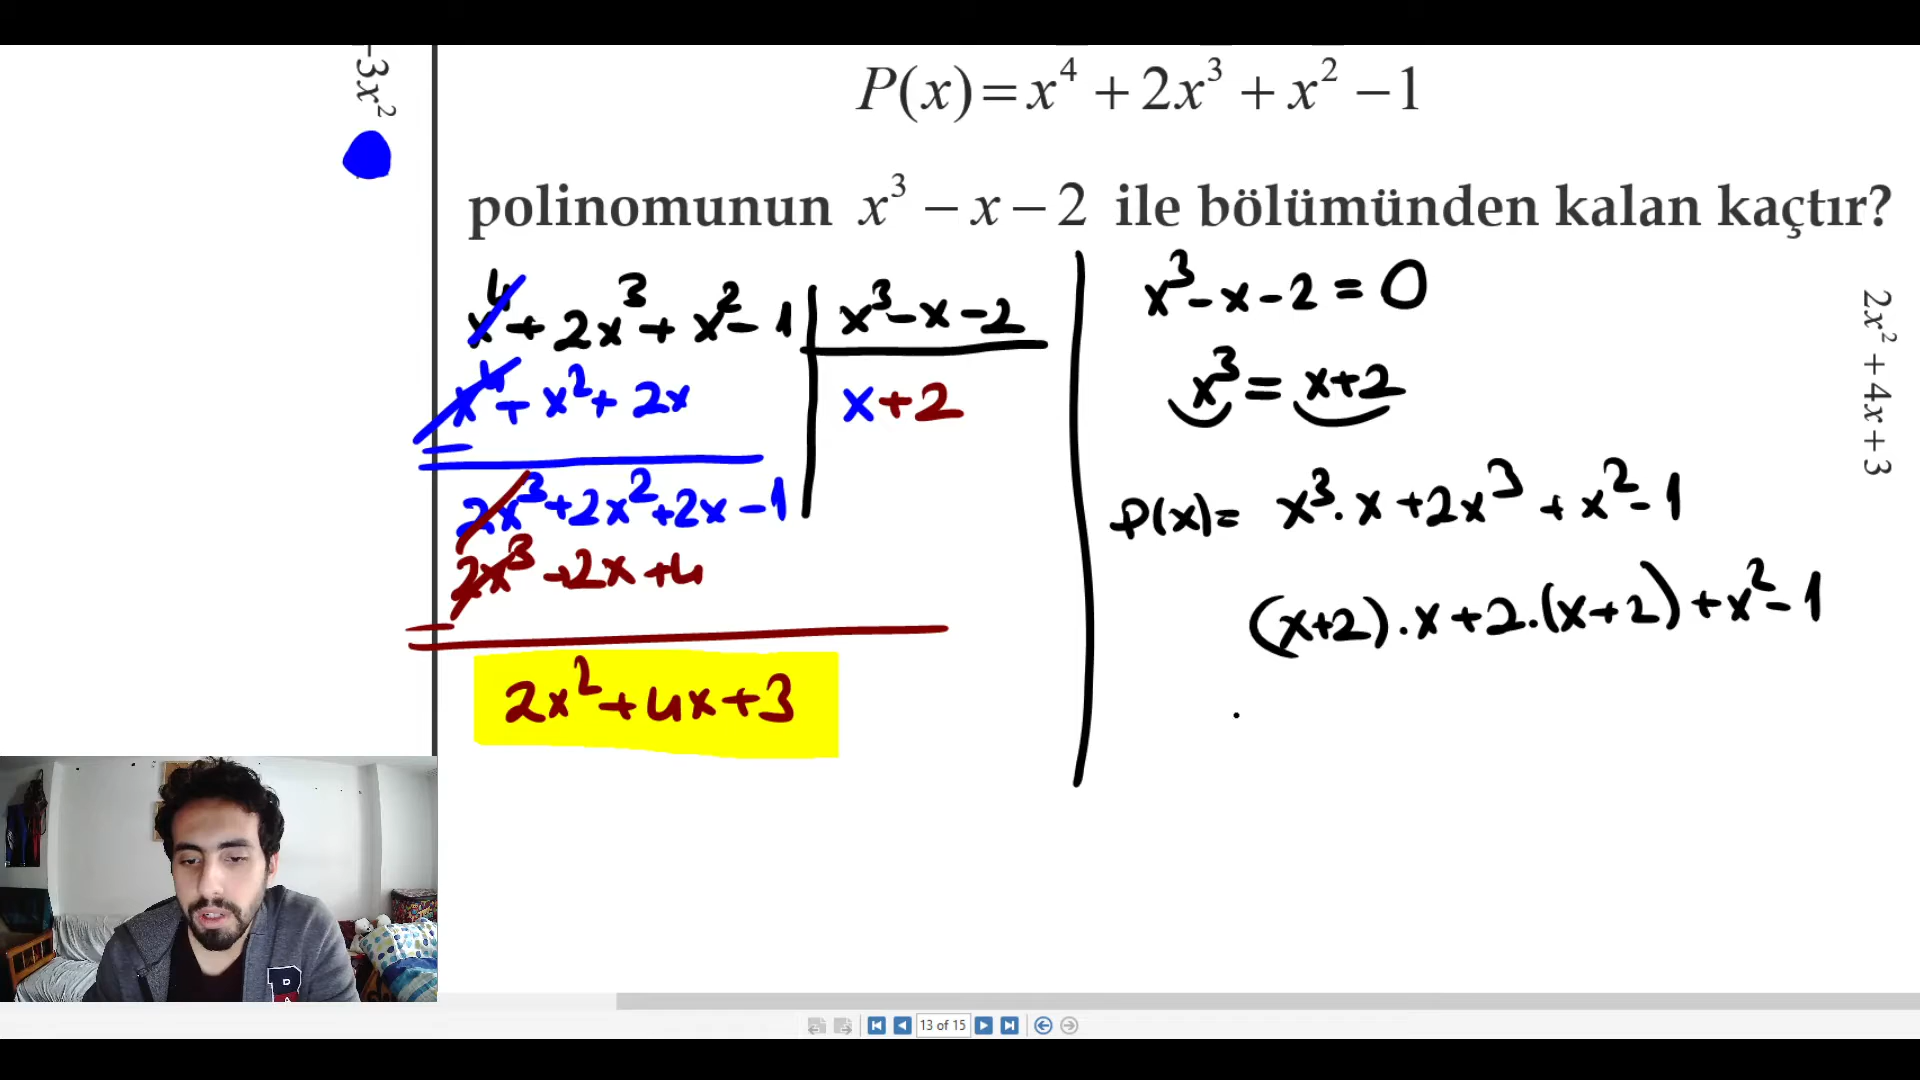 -3x²
P(x)=x⁴+2x³+x²-1
polinomunun x³-x-2 ile bölümünden kalan kaçtır?
x⁴+2x³+x²-1 x³-x-2
x⁴+x²+2x x+2
2x³+2x²+2x-1
2x³-2x+4
2x²+4x+3
x³-x-2=0
x³=x+2
P(x)= x³.x+2x³+x²-1
(x+2).x+2.(x+2)+x²-1
2x²+4x+3
13 of 15